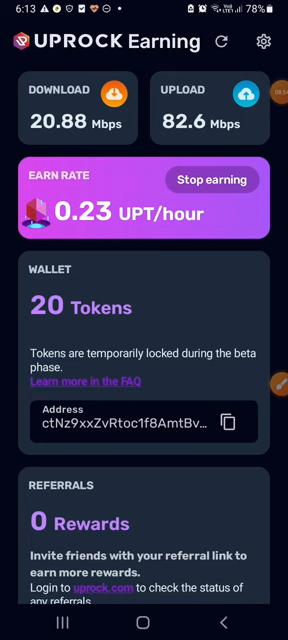 6:13
78%
UPROCK Earning
DOWNLOAD
20.88 Mbps
UPLOAD
82.6 Mbps
EARN RATE
Stop earning
0.23 UPT/hour
WALLET
20 Tokens
Tokens are temporarily locked during the beta
phase.
Learn more in the FAQ
Address
ctNz9xxZvRtoc1f8AmtBv...
REFERRALS
0 Rewards
Invite friends with your referral link to
earn more rewards.
Login to uprock.com to check the status of
any referrals